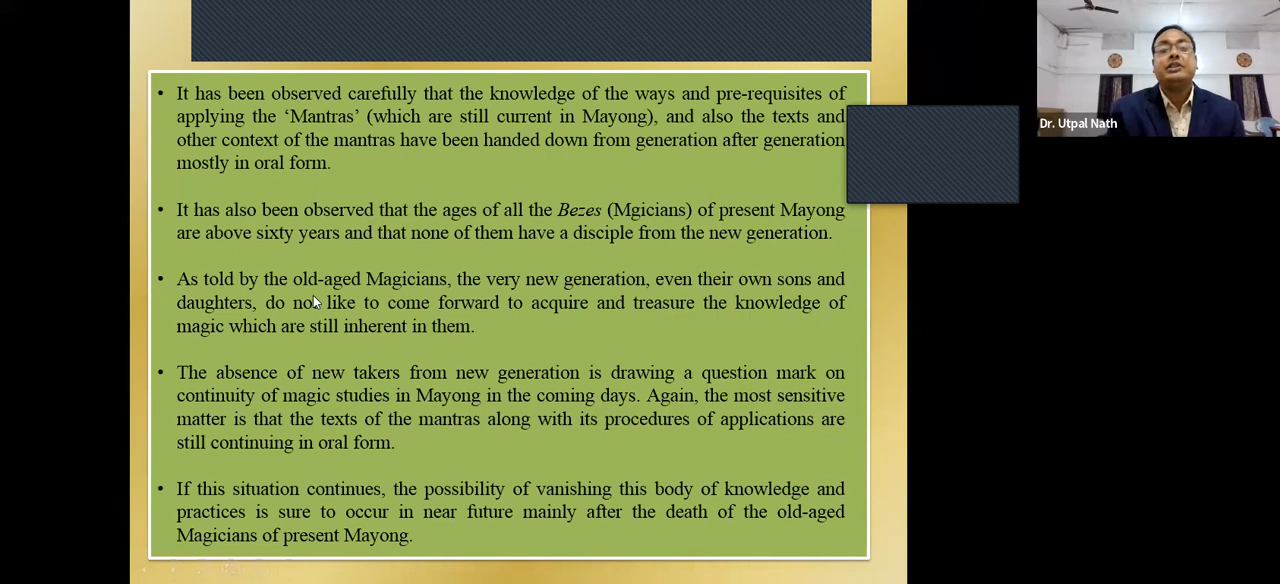 • It has been observed carefully that the knowledge of the ways and pre-requisites of
applying the ‘Mantras’ (which are still current in Mayong), and also the texts and
other context of the mantras have been handed down from generation after generation
mostly in oral form.
• It has also been observed that the ages of all the Bezes (Mgicians) of present Mayong
are above sixty years and that none of them have a disciple from the new generation.
• As told by the old-aged Magicians, the very new generation, even their own sons and
daughters, do not like to come forward to acquire and treasure the knowledge of
magic which are still inherent in them.
• The absence of new takers from new generation is drawing a question mark on
continuity of magic studies in Mayong in the coming days. Again, the most sensitive
matter is that the texts of the mantras along with its procedures of applications are
still continuing in oral form.
• If this situation continues, the possibility of vanishing this body of knowledge and
practices is sure to occur in near future mainly after the death of the old-aged
Magicians of present Mayong.
Dr. Utpal Nath